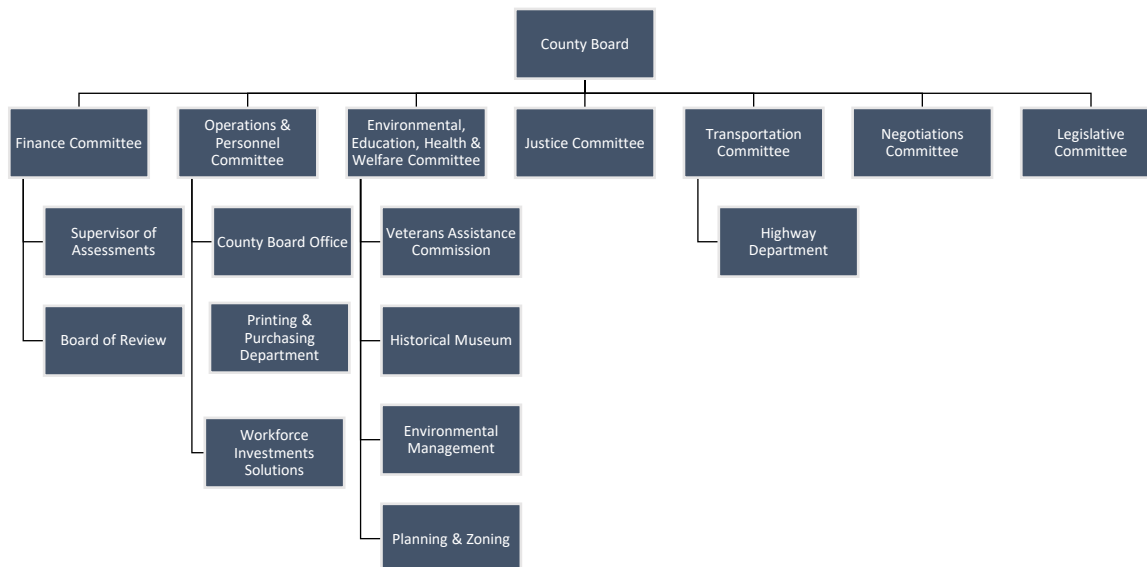 County Board
Finance Committee
Operations &
Personnel
Committee
Environmental,
Education, Health &
Welfare Committee
Justice Committee
Transportation
Committee
Negotiations
Committee
Legislative
Committee
Supervisor of
Assessments
County Board Office
Veterans Assistance
Commission
Highway
Department
Board of Review
Printing &
Purchasing
Department
Historical Museum
Workforce
Investments
Solutions
Environmental
Management
Planning & Zoning